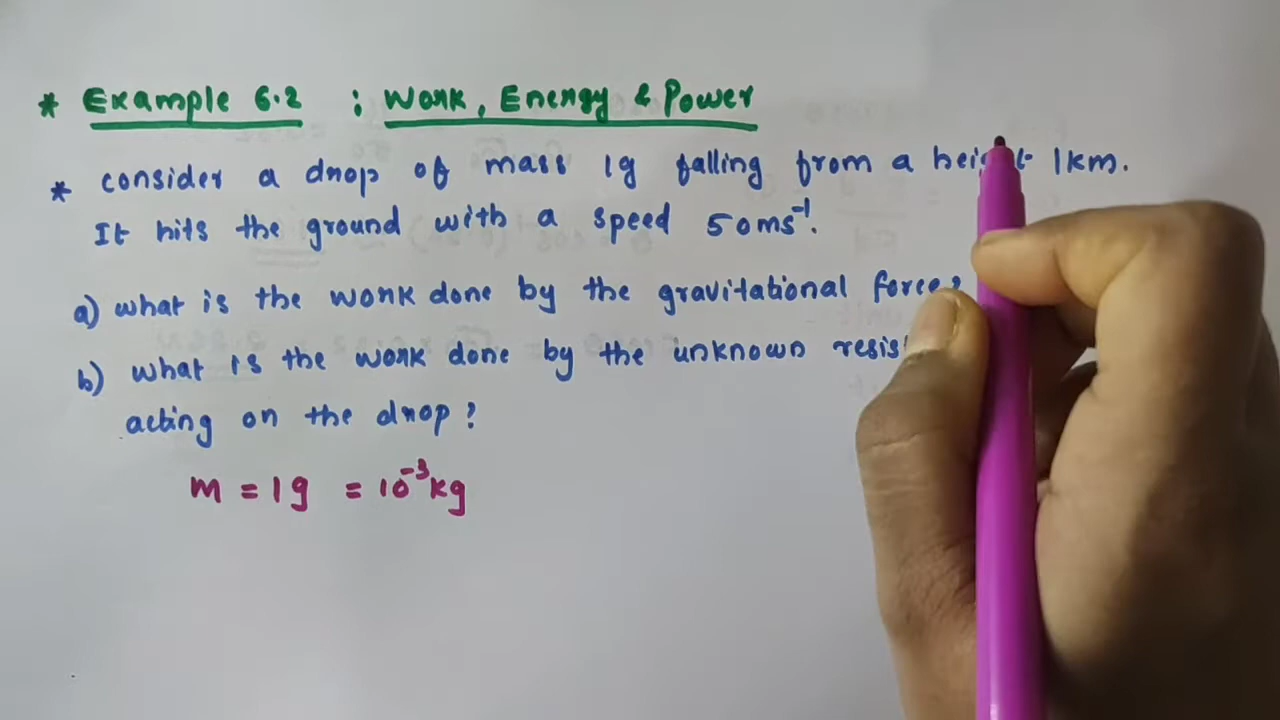 * Example 6.2 : Work, Energy & Power
* consider a drop of mass 1g falling from a height 1km.
It hits the ground with a speed 50ms⁻¹.
a) what is the work done by the gravitational force?
b) what is the work done by the unknown
acting on the drop?
m = 1g = 10⁻³kg